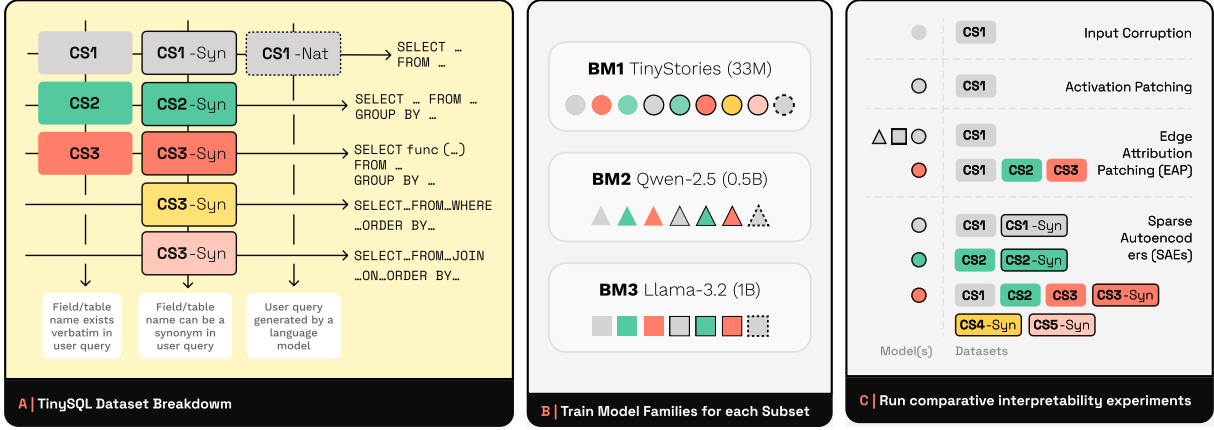 CS1
CS1 -Syn
CS1 -Nat
SELECT …
FROM …
CS2
CS2-Syn
SELECT … FROM …
GROUP BY …
CS3
CS3-Syn
SELECT func (…)
FROM …
GROUP BY …
CS3-Syn
SELECT…FROM…WHERE
…ORDER BY…
CS3-Syn
SELECT…FROM…JOIN
…ON…ORDER BY…
Field/table
name exists
verbatim in
user query
Field/table
name can be a
synonym in
user query
User query
generated by a
language
model
A | TinySQL Dataset Breakdowm
BM1 TinyStories (33M)
BM2 Qwen-2.5 (0.5B)
BM3 Llama-3.2 (1B)
B | Train Model Families for each Subset
CS1
Input Corruption
CS1
Activation Patching
CS1
CS1 CS2 CS3
Edge
Attribution
Patching (EAP)
CS1 CS1 -Syn
CS2 CS2-Syn
CS1 CS2 CS3 CS3-Syn
CS4-Syn CS5-Syn
Sparse
Autoencod
ers (SAEs)
Model(s) Datasets
C | Run comparative interpretability experiments